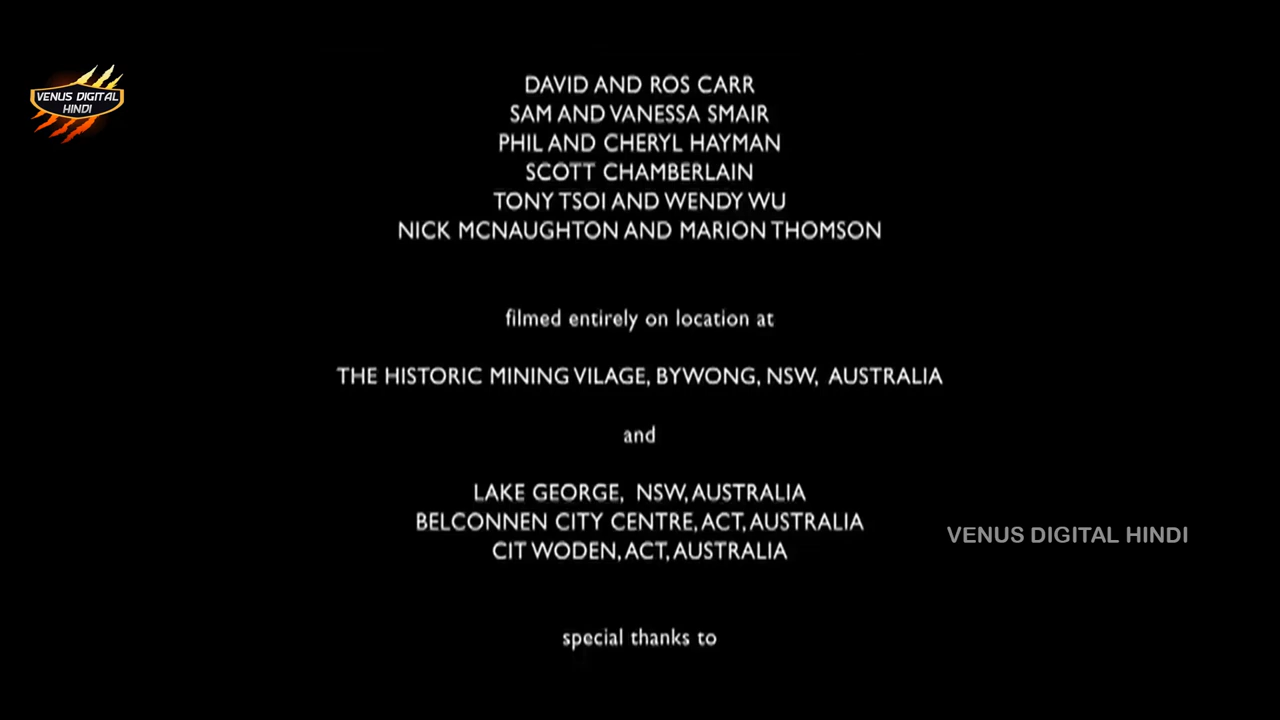 VENUS DIGITAL
HINDI
DAVID AND ROS CARR
SAM AND VANESSA SMAIR
PHIL AND CHERYL HAYMAN
SCOTT CHAMBERLAIN
TONY TSOI AND WENDY WU
NICK MCNAUGHTON AND MARION THOMSON
filmed entirely on location at
THE HISTORIC MINING VILAGE, BYWONG, NSW, AUSTRALIA
and
LAKE GEORGE, NSW, AUSTRALIA
BELCONNEN CITY CENTRE, ACT, AUSTRALIA
VENUS DIGITAL HINDI
CIT WODEN, ACT, AUSTRALIA
special thanks to